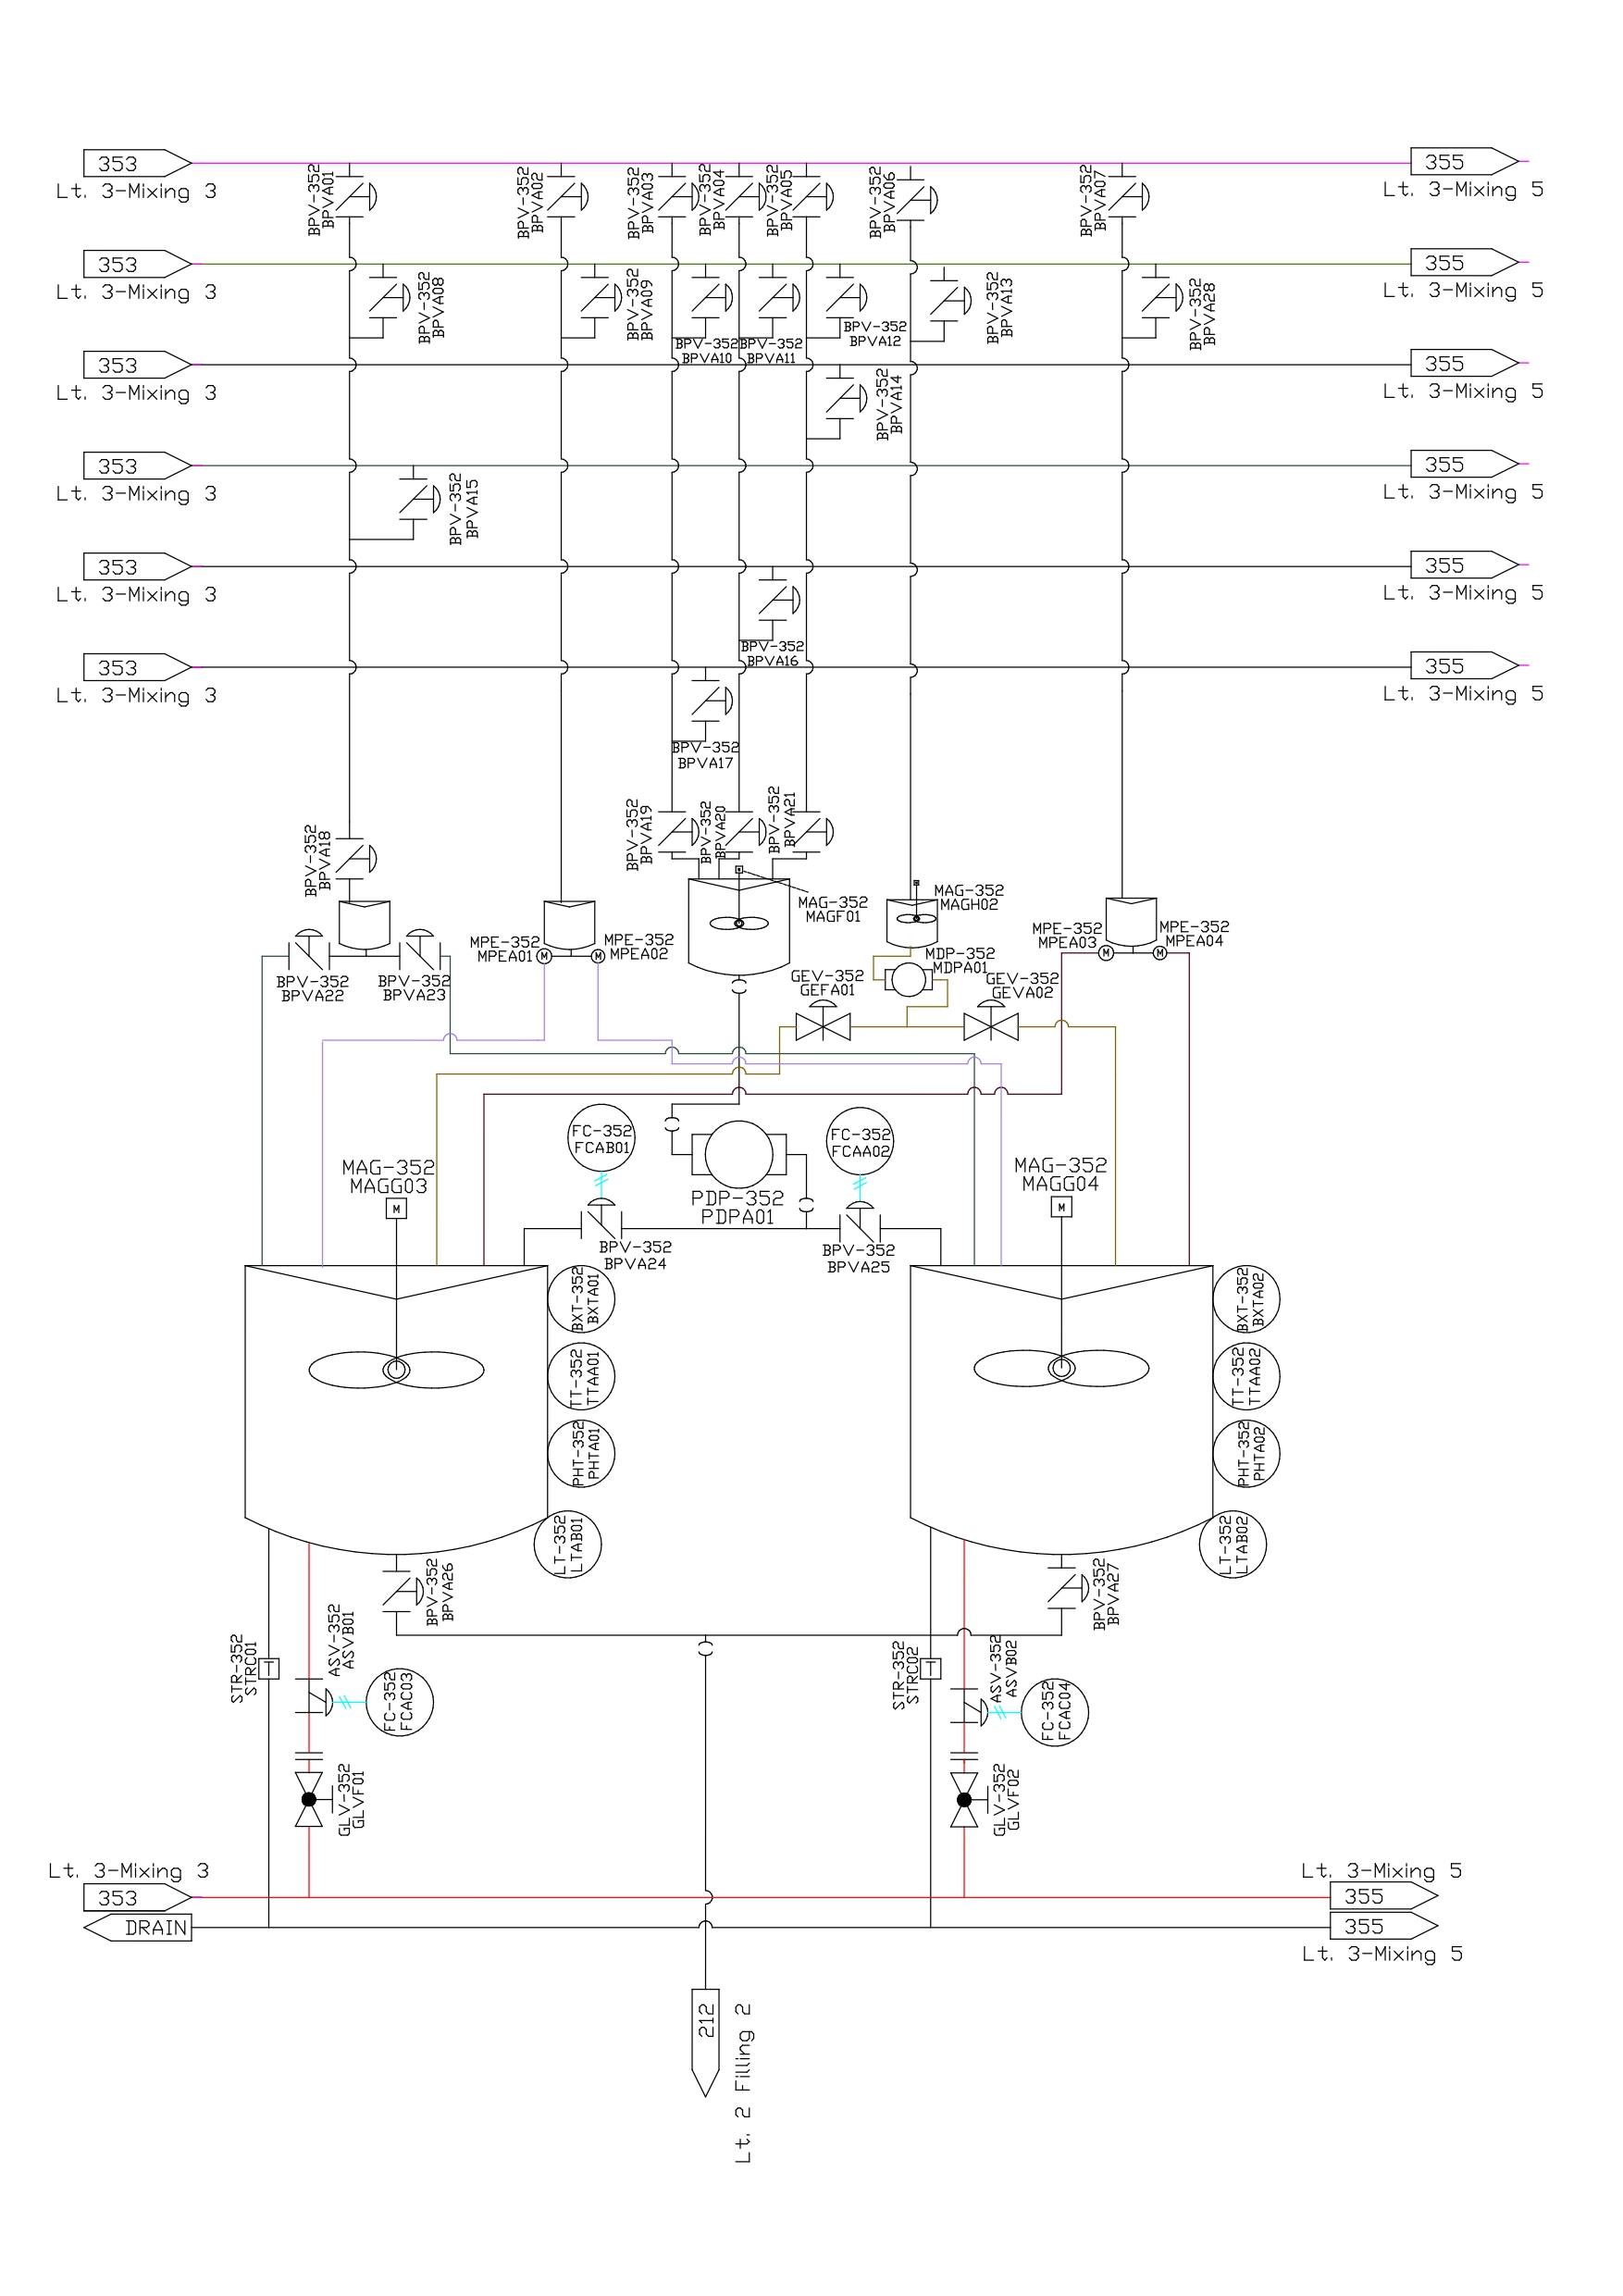 353
Lt. 3-Mixing 3
355
Lt. 3-Mixing 5
BPV-352
BPVA01
BPV-352
BPVA02
BPV-352
BPVA03
BPV-352
BPVA04
BPV-352
BPVA05
BPV-352
BPVA06
BPV-352
BPVA07
353
Lt. 3-Mixing 3
355
Lt. 3-Mixing 5
BPV-352
BPVA08
BPV-352
BPVA09
BPV-352
BPVA10
BPV-352
BPVA11
BPV-352
BPVA12
BPV-352
BPVA13
BPV-352
BPVA28
353
Lt. 3-Mixing 3
355
Lt. 3-Mixing 5
BPV-352
BPVA14
353
Lt. 3-Mixing 3
355
Lt. 3-Mixing 5
BPV-352
BPVA15
353
Lt. 3-Mixing 3
355
Lt. 3-Mixing 5
BPV-352
BPVA16
353
Lt. 3-Mixing 3
355
Lt. 3-Mixing 5
BPV-352
BPVA17
BPV-352
BPVA18
BPV-352
BPVA19
BPV-352
BPVA20
BPV-352
BPVA21
MAG-352
MAGF01
MAG-352
MAGH02
MPE-352
MPEA01
M
M
MPE-352
MPEA02
MPE-352
MPEA03
M
M
MPE-352
MPEA04
MDP-352
MDPA01
BPV-352
BPVA22
BPV-352
BPVA23
GEV-352
GEFA01
GEV-352
GEVA02
FC-352
FCAB01
FC-352
FCAA02
MAG-352
MAGG03
M
PDP-352
PDPA01
MAG-352
MAGG04
M
BPV-352
BPVA24
BPV-352
BPVA25
BXT-352
BXTA01
TT-352
TTAA01
PHT-352
PHTA01
LT-352
LTAB01
BXT-352
BXTA02
TT-352
TTAA02
PHT-352
PHTA02
LT-352
LTAB02
BPV-352
BPVA26
BPV-352
BPVA27
STR-352
STRC01
T
ASV-352
ASVB01
FC-352
FCAC03
STR-352
STRC02
T
ASV-352
ASVB02
FC-352
FCAC04
GLV-352
GLVF01
GLV-352
GLVF02
Lt. 3-Mixing 3
353
DRAIN
Lt. 3-Mixing 5
355
355
Lt. 3-Mixing 5
212
Lt. 2 Filling 2